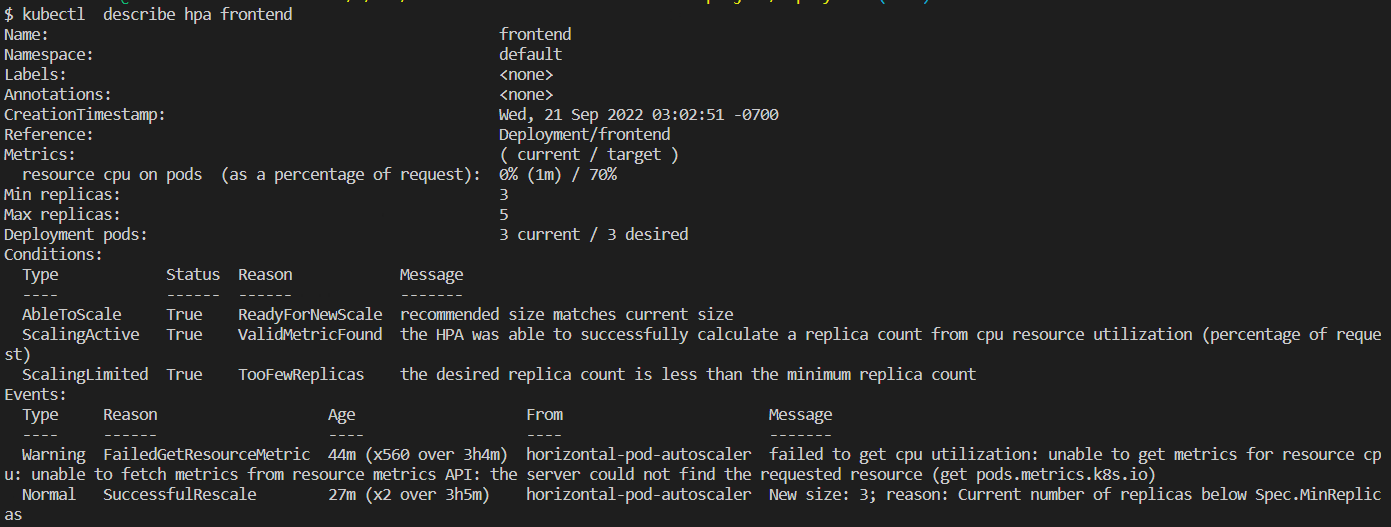 $ kubectl  describe hpa frontend
Name:                                                  frontend
Namespace:                                             default
Labels:                                                <none>
Annotations:                                           <none>
CreationTimestamp:                                     Wed, 21 Sep 2022 03:02:51 -0700
Reference:                                             Deployment/frontend
Metrics:                                               ( current / target )
  resource cpu on pods  (as a percentage of request):  0% (1m) / 70%
Min replicas:                                          3
Max replicas:                                          5
Deployment pods:                                       3 current / 3 desired
Conditions:
  Type            Status  Reason            Message
  ----            ------  ------            -------
  AbleToScale     True    ReadyForNewScale  recommended size matches current size
  ScalingActive   True    ValidMetricFound  the HPA was able to successfully calculate a replica count from cpu resource utilization (percentage of reque
st)
  ScalingLimited  True    TooFewReplicas    the desired replica count is less than the minimum replica count
Events:
  Type     Reason                   Age                   From                       Message
  ----     ------                   ----                  ----                       -------
  Warning  FailedGetResourceMetric  44m (x560 over 3h4m)  horizontal-pod-autoscaler  failed to get cpu utilization: unable to get metrics for resource cp
u: unable to fetch metrics from resource metrics API: the server could not find the requested resource (get pods.metrics.k8s.io)
  Normal   SuccessfulRescale        27m (x2 over 3h5m)    horizontal-pod-autoscaler  New size: 3; reason: Current number of replicas below Spec.MinReplic
as